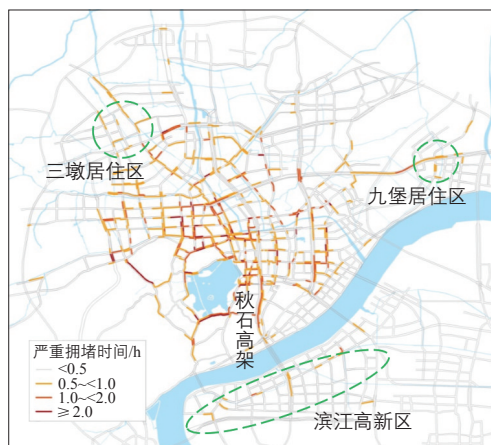 三墩居住区
九堡居住区
秋石高架
严重拥堵时间/h
<0.5
0.5~<1.0
1.0~<2.0
≥2.0
滨江高新区